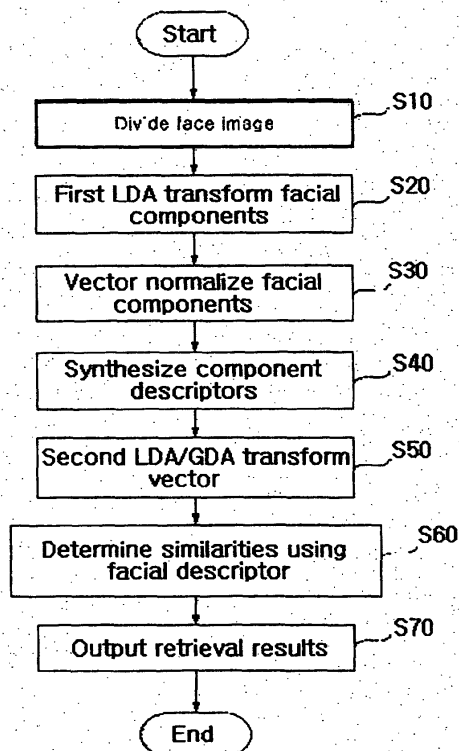 Start
S10
Divide face image
S20
First LDA transform facial
components
S30
Vector normalize facial
components
S40
Synthesize component
descriptors
S50
Second LDA/GDA transform
vector
S60
Determine similarities using
facial descriptor
S70
Output retrieval results
End